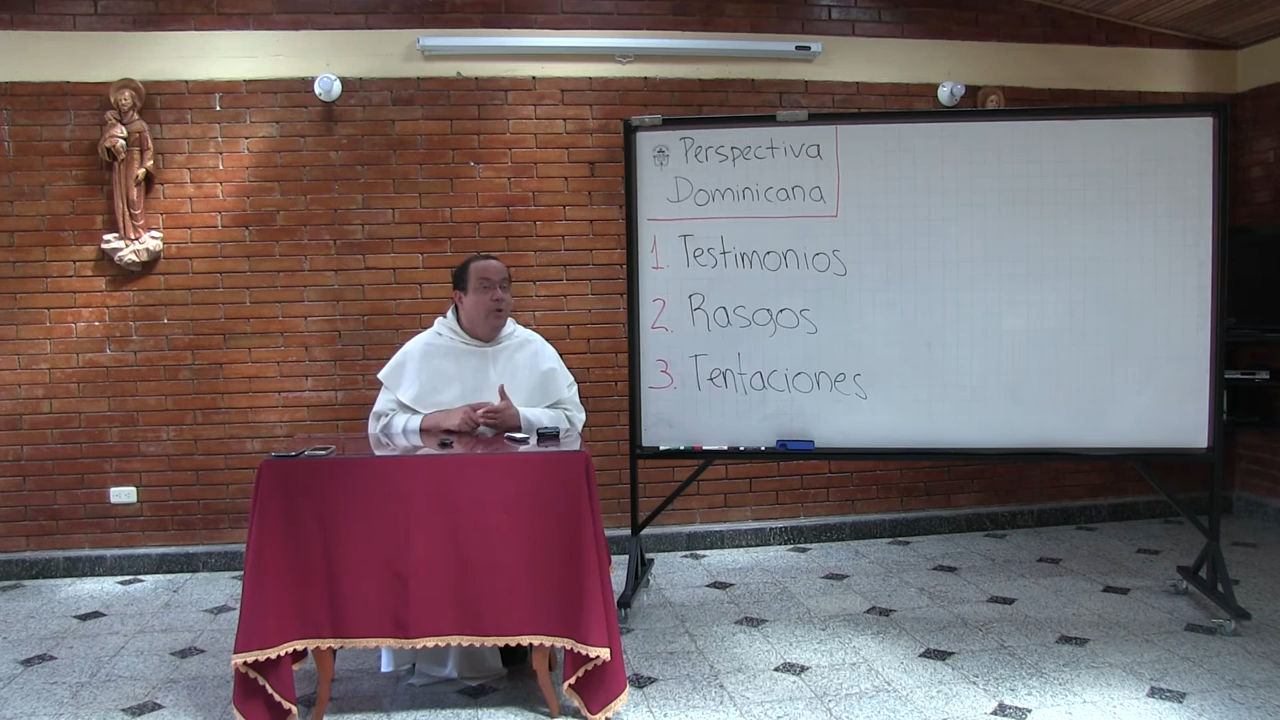 Perspectiva
Dominicana
1. Testimonios
2. Rasgos
3. Tentaciones